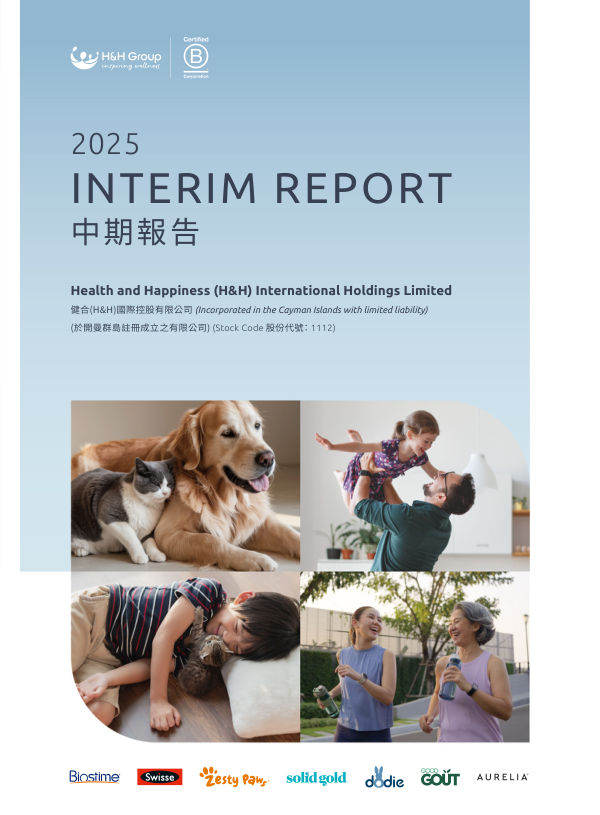 H&H Group
inspiring wellness
Certified
B
Corporation
2025
INTERIM REPORT
中期報告
Health and Happiness (H&H) International Holdings Limited
健合(H&H)國際控股有限公司 (Incorporated in the Cayman Islands with limited liability)
(於開曼群島註冊成立之有限公司) (Stock Code 股份代號：1112)
Biostime
Swisse
Zesty Paws
solid gold
dodie
GOOD
GOÛT
AURELIA